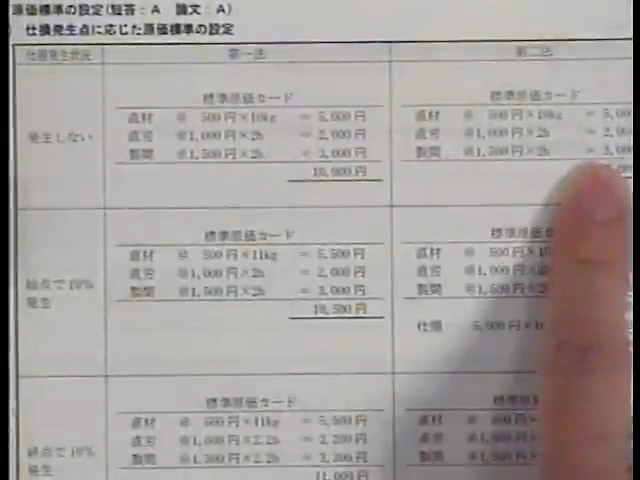 原価標準の設定(短答：A 論文：A)
仕損発生点に応じた原価標準の設定
仕損発生状況 第一法 第二法
発生しない
標準原価カード 標準原価カード
直材 @ 500円×10kg = 5,000円 直材 @ 500円×10kg = 5,00
直労 @1,000円×2h = 2,000円 直労 @1,000円×2h = 2,00
製間 @1,500円×2h = 3,000円 製間 @1,500円×2h = 3,000
10,000円
始点で10%
発生
標準原価カード 標準原価
直材 @ 500円×11kg = 5,500円 直材 @ 500円×1
直労 @1,000円×2h = 2,000円 直労 @1,000円
製間 @1,500円×2h = 3,000円 製間 @1,500円
10,500円
仕損 5,000円×10
終点で10%
発生
標準原価カード 標準
直材 @ 500円×11kg = 5,500円 直材 @ 500円
直労 @1,000円×2.2h = 2,200円 直労 @1,000
製間 @1,500円×2.2h = 3,300円 製間 @1,500
11,000円